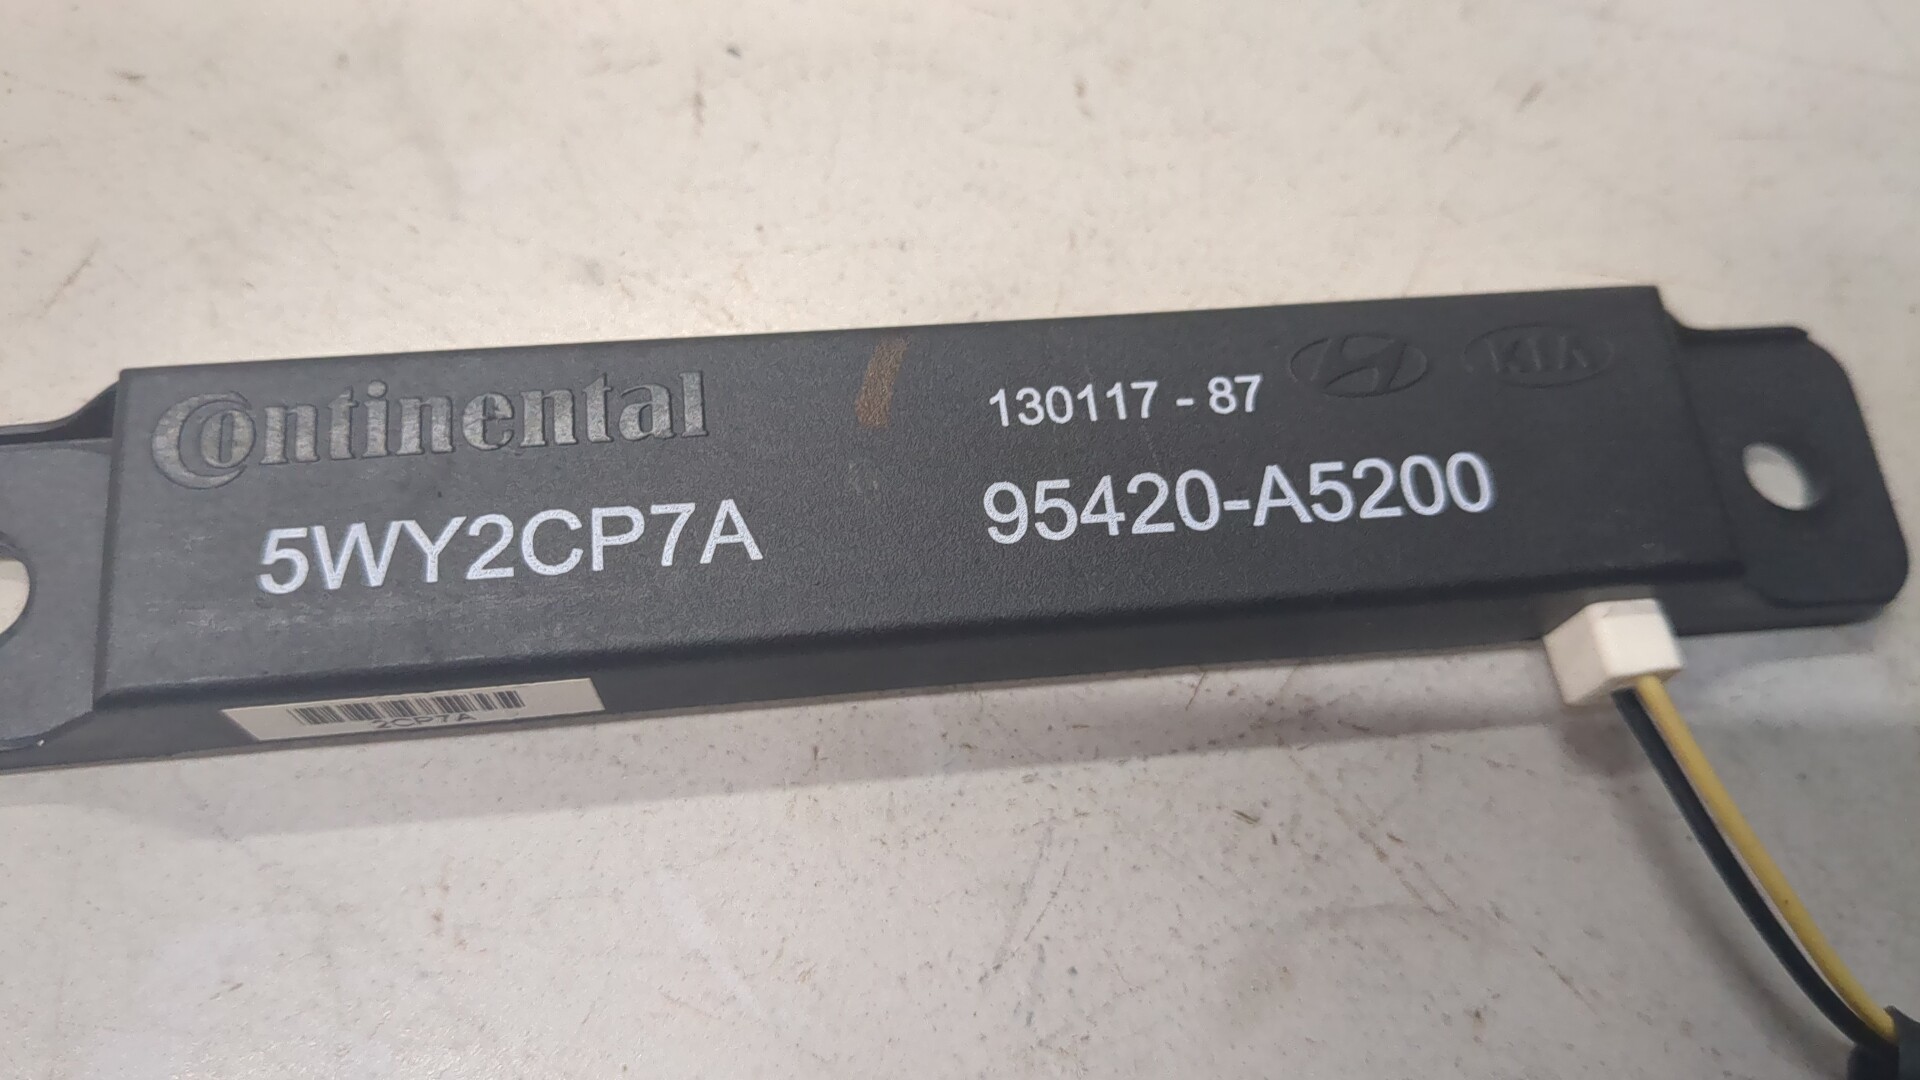 Continental
130117 - 87
KIA
5WY2CP7A
95420-A5200
2CP7A